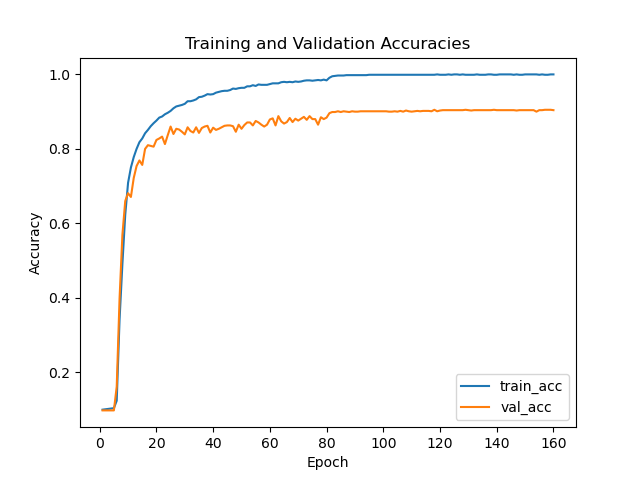 Training and Validation Accuracies
1.0
0.8
0.6
0.4
0.2
Accuracy
0 20 40 60 80 100 120 140 160
Epoch
train_acc
val_acc